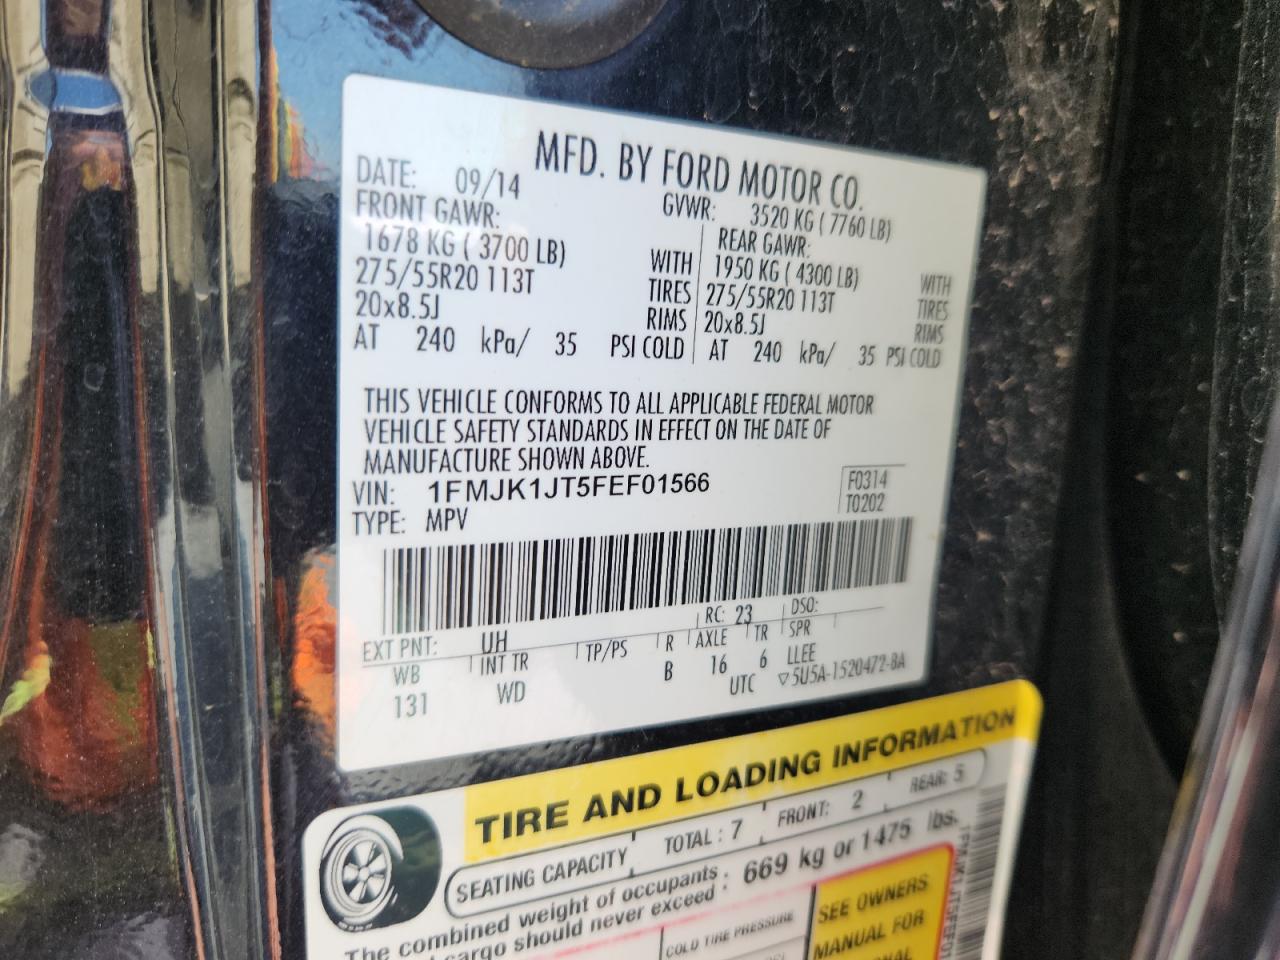 MFD. BY FORD MOTOR CO.
DATE: 09/14 GVWR: 3520 KG ( 7760 LB)
FRONT GAWR: REAR GAWR:
1678 KG ( 3700 LB) WITH 1950 KG ( 4300 LB) WITH
275/55R20 113T TIRES 275/55R20 113T TIRES
20x8.5J RIMS 20x8.5J RIMS
AT 240 kPa/ 35 PSI COLD AT 240 kPa/ 35 PSI COLD
THIS VEHICLE CONFORMS TO ALL APPLICABLE FEDERAL MOTOR
VEHICLE SAFETY STANDARDS IN EFFECT ON THE DATE OF
MANUFACTURE SHOWN ABOVE.
VIN: 1FMJK1JT5FEF01566 F0314
TYPE: MPV T0202
EXT PNT: UH RC: 23 DSO:
WB INT TR TP/PS R AXLE TR SPR
131 WD B 16 6 LLEE
UTC ▽5U5A-1520472-BA
TIRE AND LOADING INFORMATION
SEATING CAPACITY TOTAL : 7 FRONT: 2 REAR: 5
The combined weight of occupants : 669 kg or 1475 lbs.
cargo should never exceed :
COLD TIRE PRESSURE
SEE OWNERS
MANUAL FOR